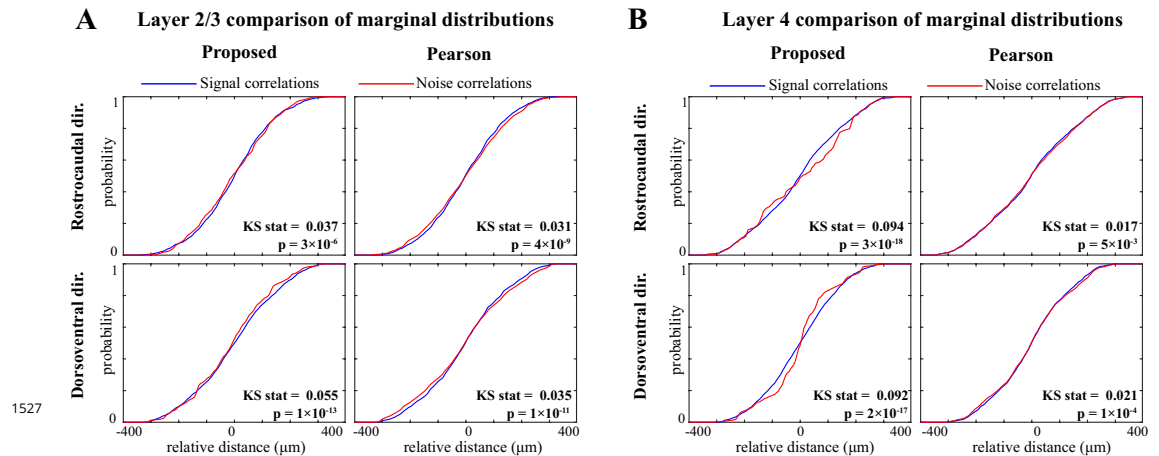 A Layer 2/3 comparison of marginal distributions
Proposed Pearson
Signal correlations Noise correlations
Rostrocaudal dir.
probability
1
0
KS stat = 0.037
p = 3×10-6
KS stat = 0.031
p = 4×10-9
Dorsoventral dir.
probability
1
0
KS stat = 0.055
p = 1×10-13
KS stat = 0.035
p = 1×10-11
-400 0 400
-400 0 400
relative distance (μm) relative distance (μm)
B Layer 4 comparison of marginal distributions
Proposed Pearson
Signal correlations Noise correlations
Rostrocaudal dir.
probability
1
0
KS stat = 0.094
p = 3×10-18
KS stat = 0.017
p = 5×10-3
Dorsoventral dir.
probability
1
0
KS stat = 0.092
p = 2×10-17
KS stat = 0.021
p = 1×10-4
-400 0 400
-400 0 400
relative distance (μm) relative distance (μm)
1527